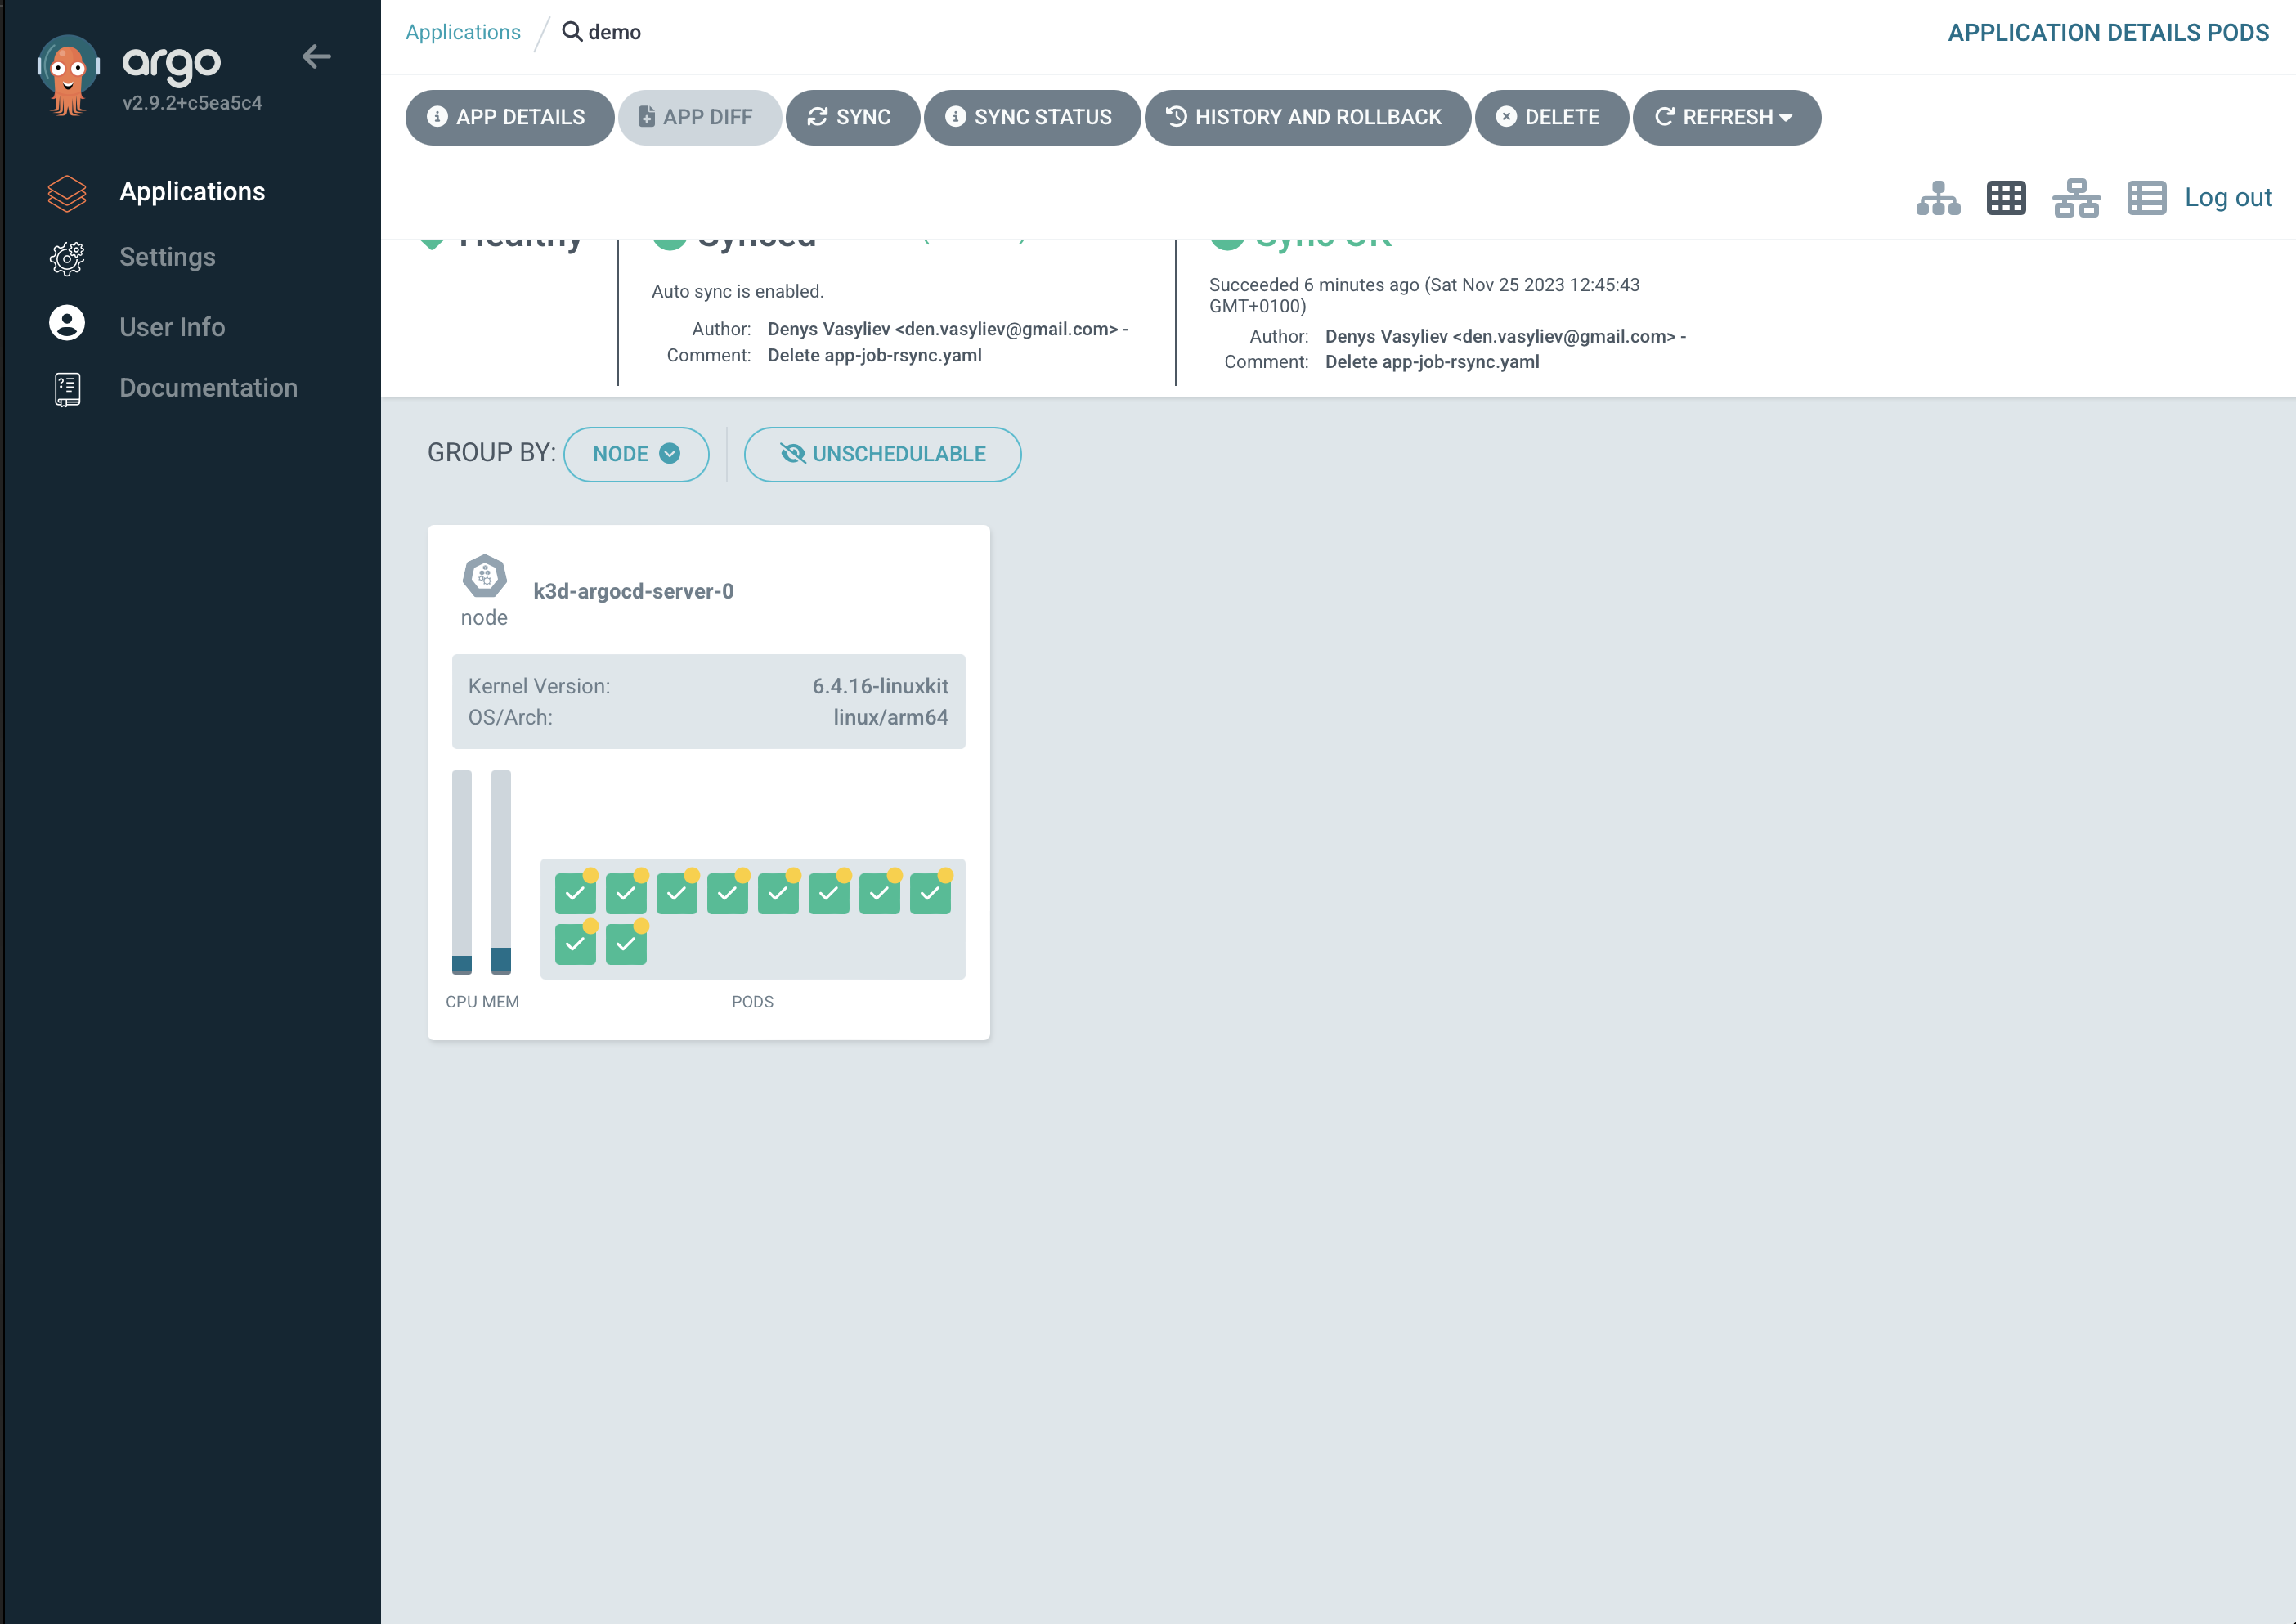 argo
v2.9.2+c5ea5c4
Applications
Settings
User Info
Documentation
Applications / demo
APPLICATION DETAILS PODS
APP DETAILS APP DIFF SYNC SYNC STATUS HISTORY AND ROLLBACK DELETE REFRESH
Log out
Healthy
Synced
Auto sync is enabled.
Author: Denys Vasyliev <den.vasyliev@gmail.com> -
Comment: Delete app-job-rsync.yaml
Sync OK
Succeeded 6 minutes ago (Sat Nov 25 2023 12:45:43
GMT+0100)
Author: Denys Vasyliev <den.vasyliev@gmail.com> -
Comment: Delete app-job-rsync.yaml
GROUP BY: NODE UNSCHEDULABLE
node
k3d-argocd-server-0
Kernel Version: 6.4.16-linuxkit
OS/Arch: linux/arm64
CPU MEM PODS